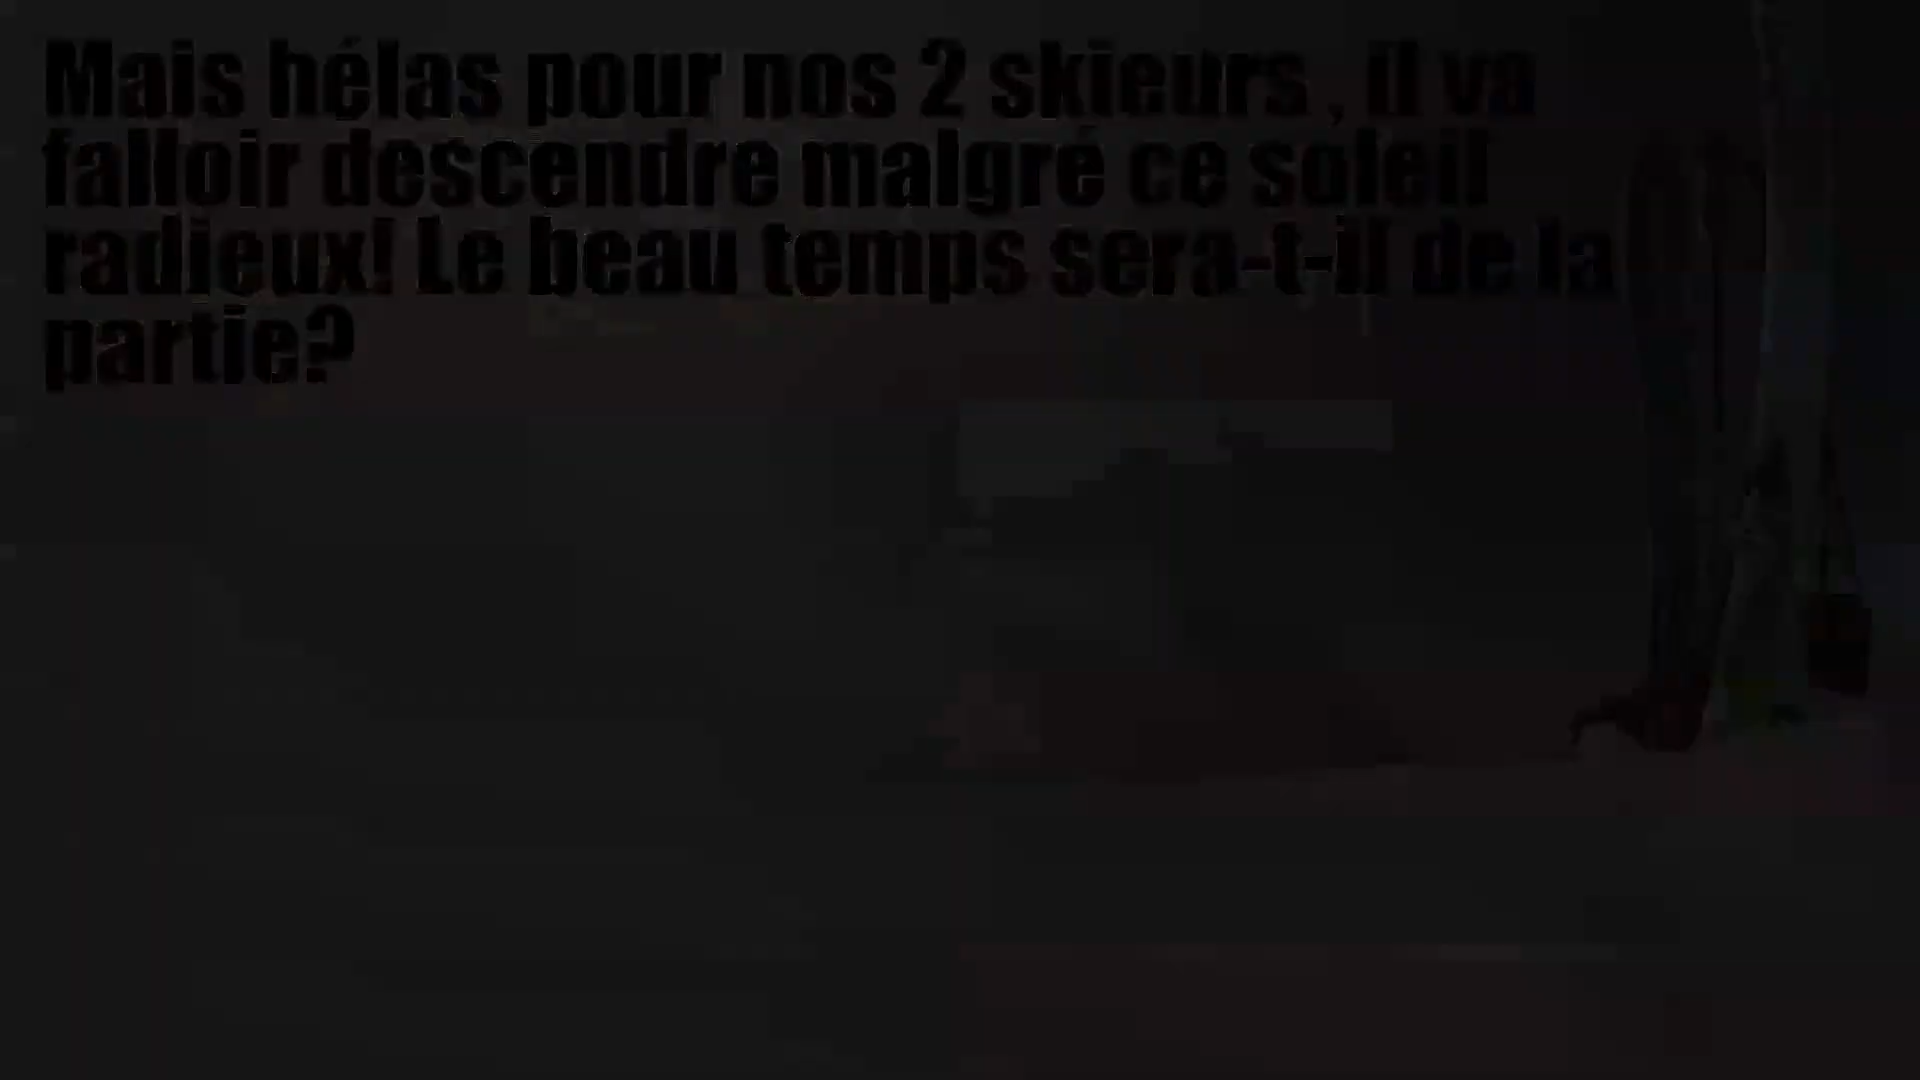 Mais hélas pour nos 2 skieurs , il va
falloir descendre malgré ce soleil
radieux! Le beau temps sera-t-il de la
partie?